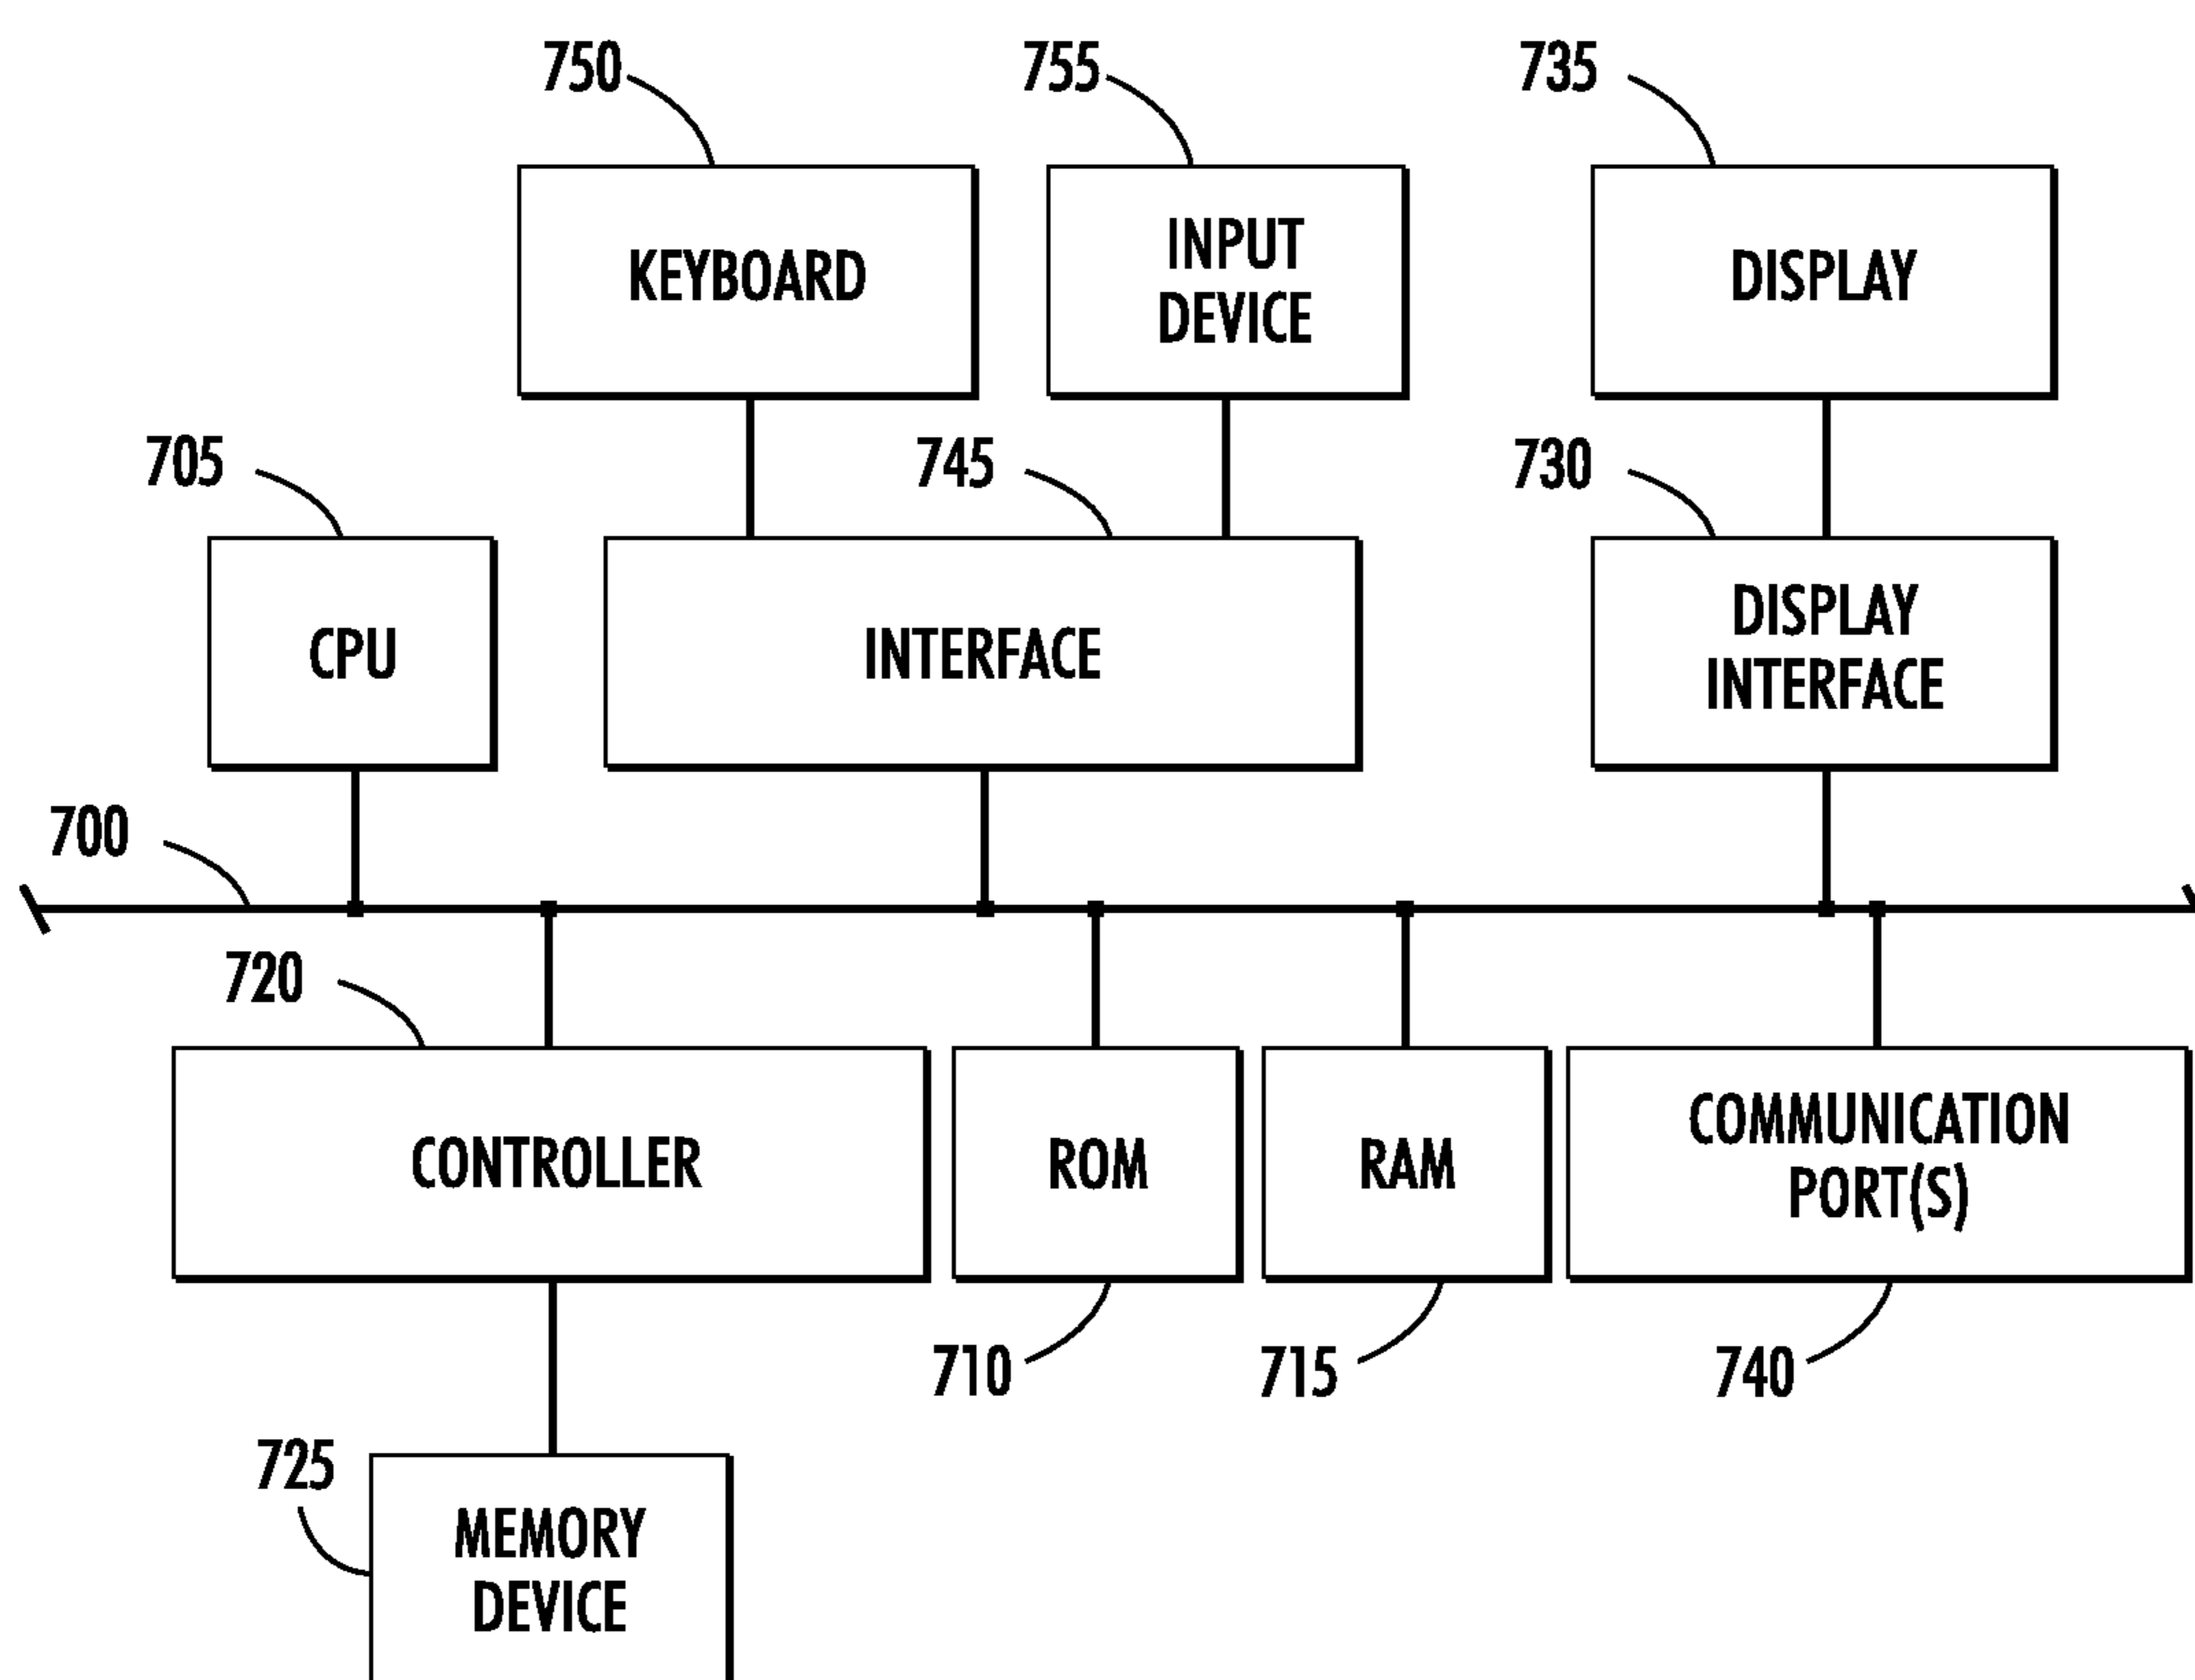 750
755
735
KEYBOARD
INPUT
DEVICE
DISPLAY
705
745
730
CPU
INTERFACE
DISPLAY
INTERFACE
700
720
CONTROLLER
ROM
RAM
COMMUNICATION
PORT(S)
710
715
740
725
MEMORY
DEVICE